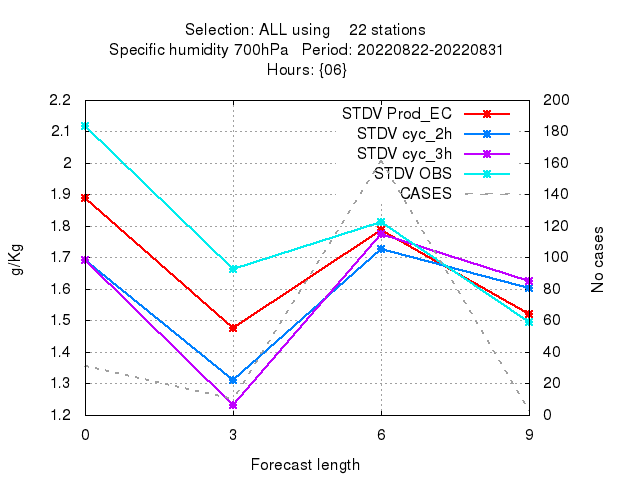 Selection: ALL using    22 stations
Specific humidity 700hPa   Period: 20220822-20220831
Hours: {06}
2.2
2.1
2
1.9
1.8
1.7
1.6
1.5
1.4
1.3
1.2
g/Kg
STDV Prod_EC
STDV cyc_2h
STDV cyc_3h
STDV OBS
CASES
200
180
160
140
120
100
80
60
40
20
0
No cases
0 3 6 9
Forecast length